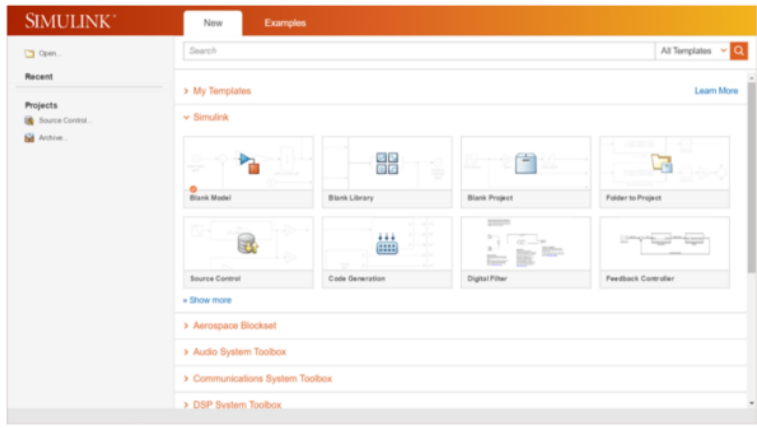 SIMULINK®
New
Examples
Open...
Recent
Projects
Source Control...
Archive...
Search
All Templates
My Templates
Learn More
Simulink
Blank Model
Blank Library
Blank Project
Folder to Project
Source Control
Code Generation
Digital Filter
Feedback Controller
» Show more
Aerospace Blockset
Audio System Toolbox
Communications System Toolbox
DSP System Toolbox